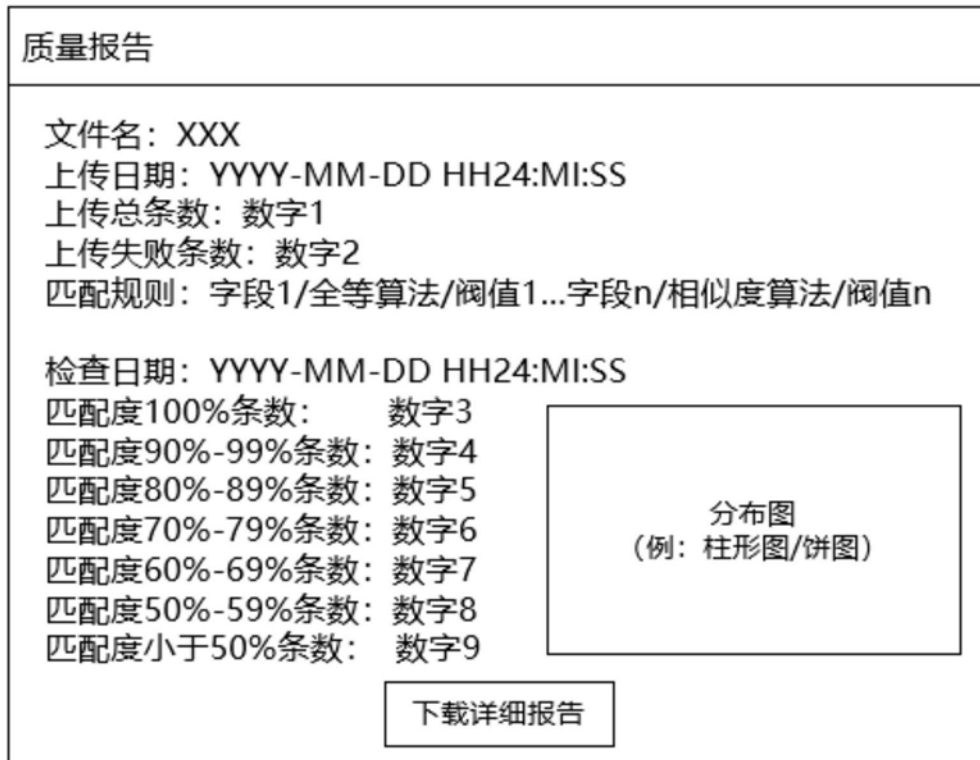 质量报告
文件名：XXX
上传日期：YYYY-MM-DD HH24:MI:SS
上传总条数：数字1
上传失败条数：数字2
匹配规则：字段1/全等算法/阀值1...字段n/相似度算法/阀值n
检查日期：YYYY-MM-DD HH24:MI:SS
匹配度100%条数： 数字3
匹配度90%-99%条数：数字4
匹配度80%-89%条数：数字5
匹配度70%-79%条数：数字6
匹配度60%-69%条数：数字7
匹配度50%-59%条数：数字8
匹配度小于50%条数： 数字9
分布图
（例：柱形图/饼图）
下载详细报告